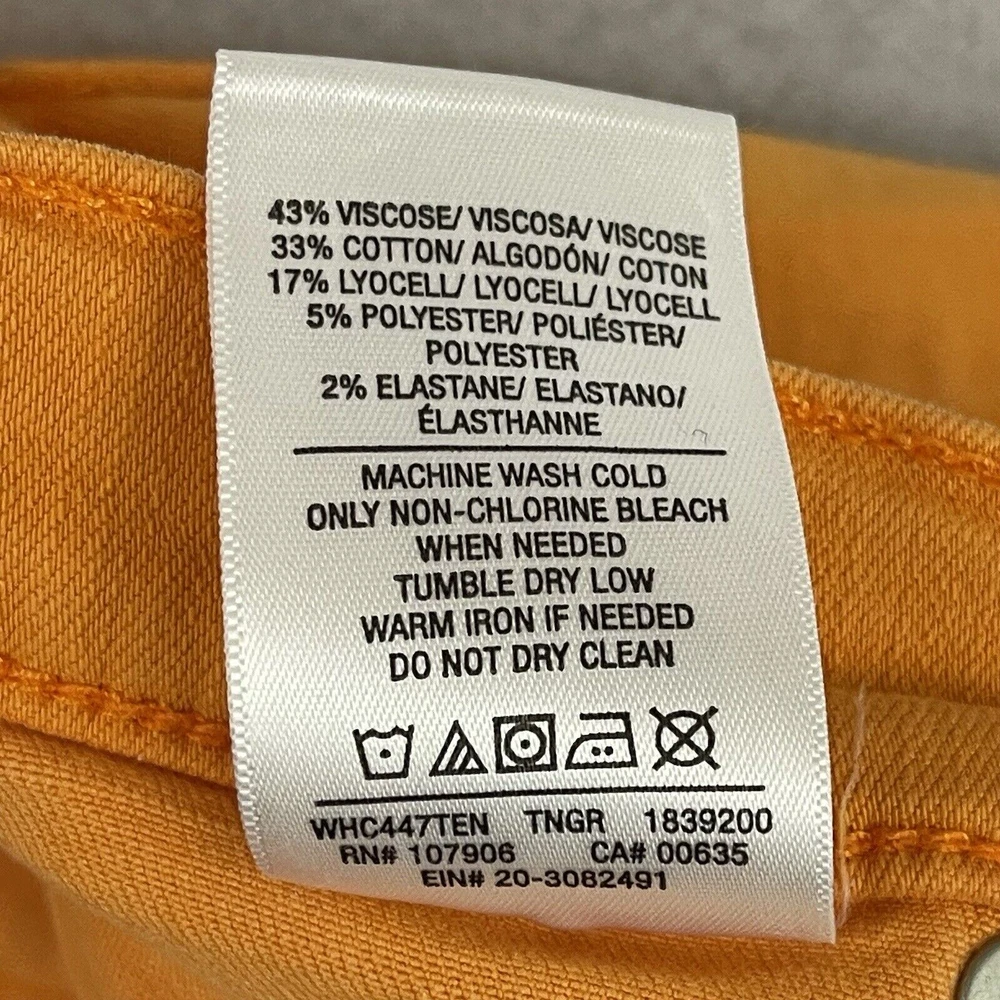 43% VISCOSE/ VISCOSA/ VISCOSE
33% COTTON/ ALGODÓN/ COTON
17% LYOCELL/ LYOCELL/ LYOCELL
5% POLYESTER/ POLIÉSTER/
POLYESTER
2% ELASTANE/ ELASTANO/
ÉLASTHANNE
MACHINE WASH COLD
ONLY NON-CHLORINE BLEACH
WHEN NEEDED
TUMBLE DRY LOW
WARM IRON IF NEEDED
DO NOT DRY CLEAN
WHC447TEN TNGR 1839200
RN# 107906 CA# 00635
EIN# 20-3082491